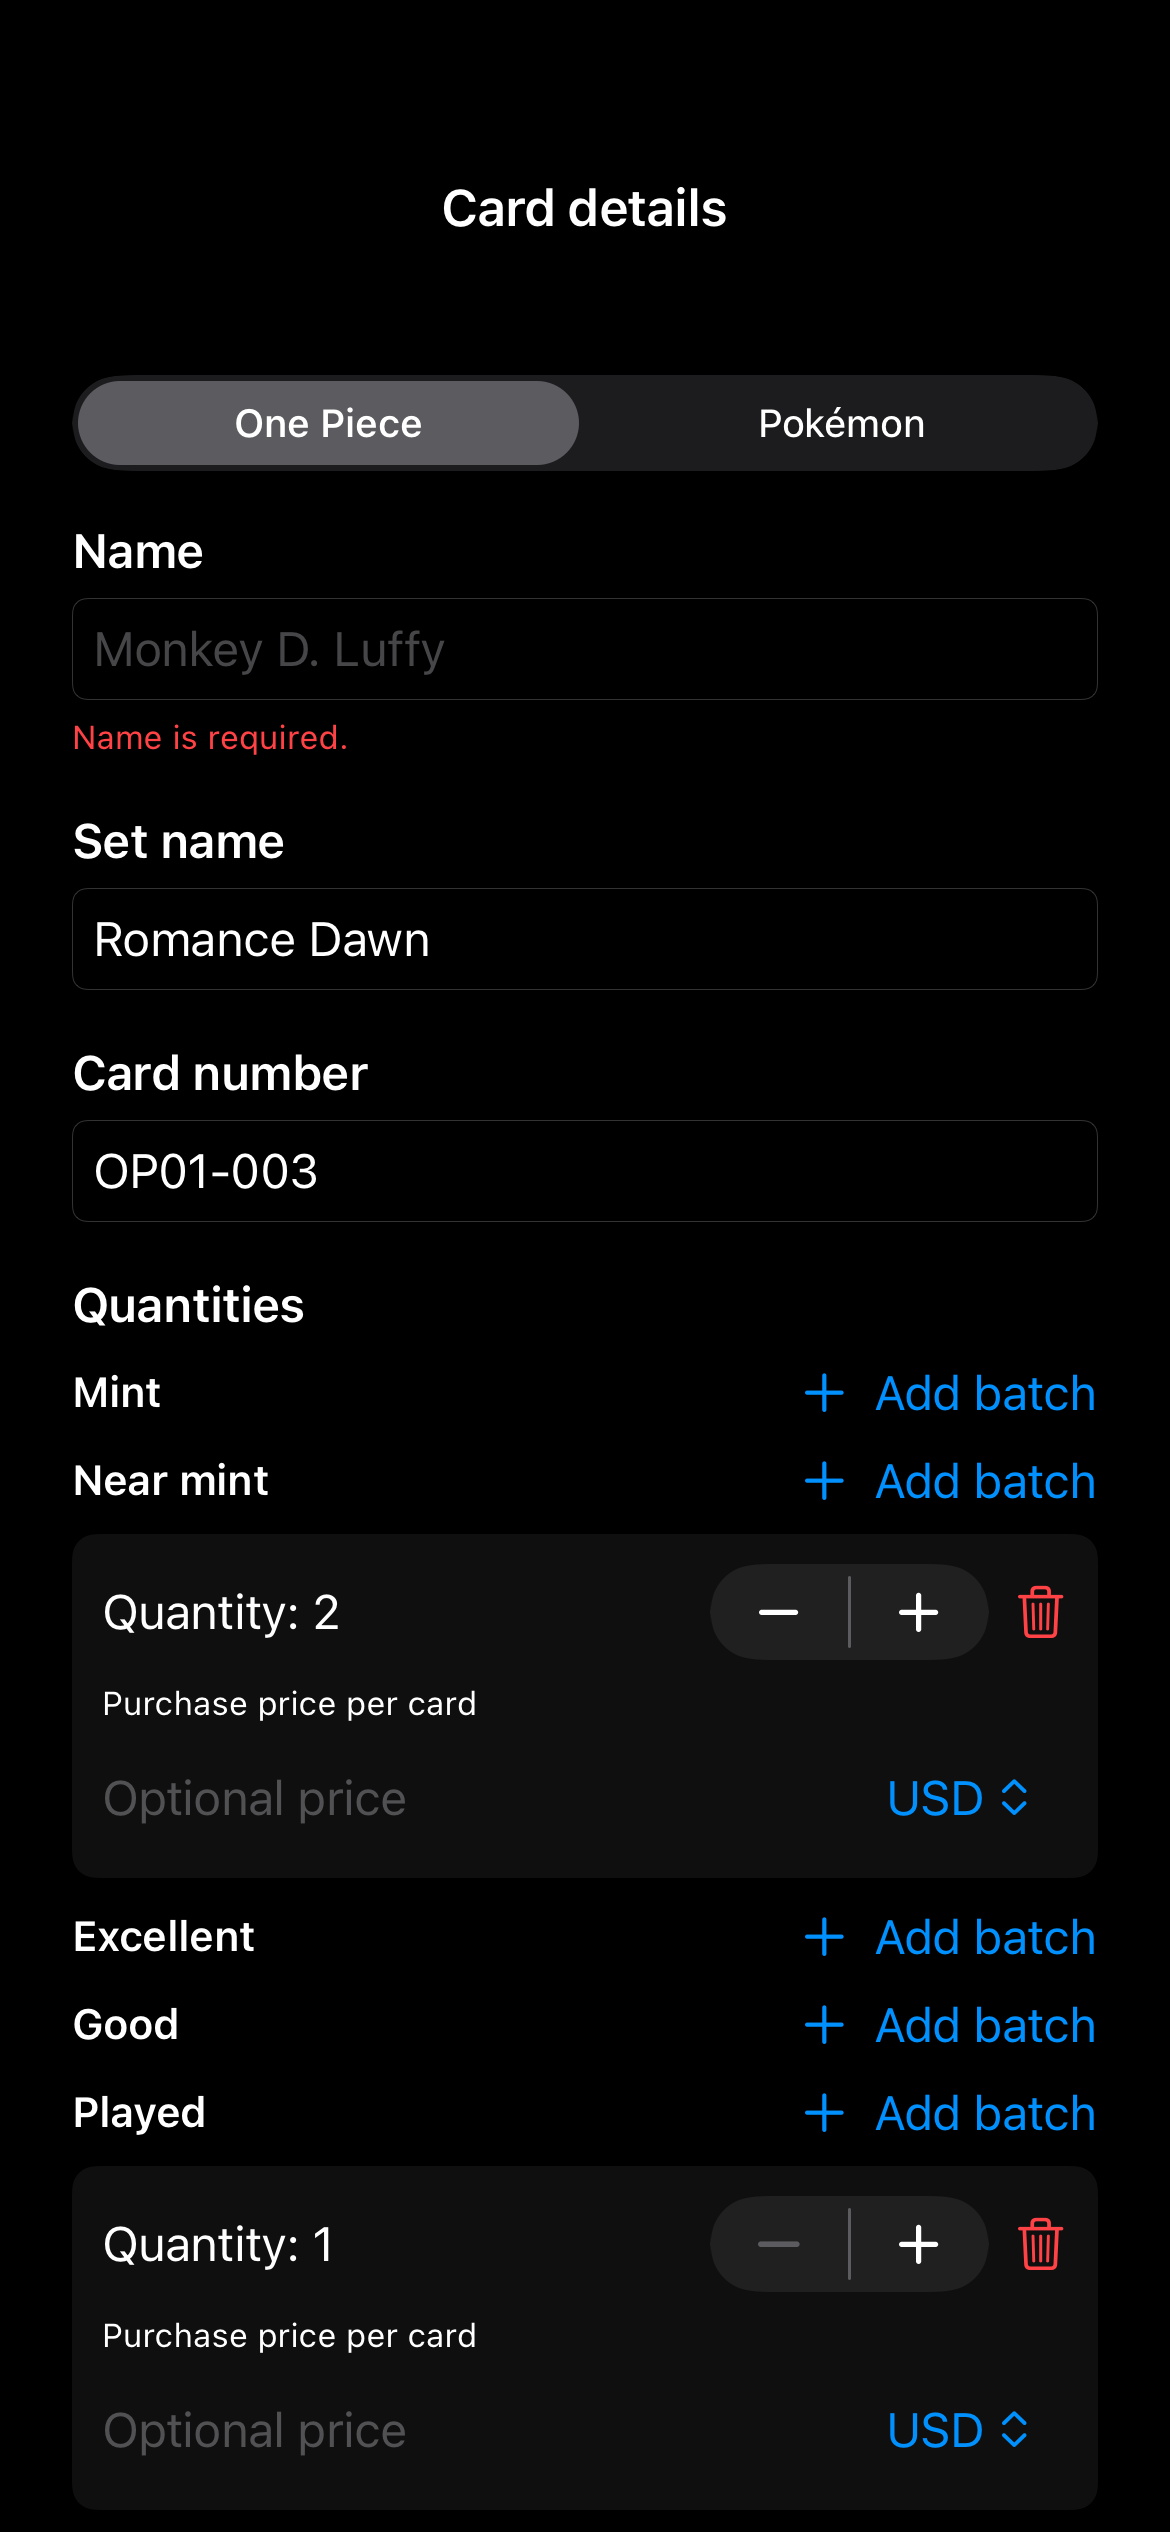 Card details
One Piece
Pokémon
Name
Monkey D. Luffy
Name is required.
Set name
Romance Dawn
Card number
OP01-003
Quantities
Mint
Add batch
Near mint
Add batch
Quantity: 2
Purchase price per card
Optional price
USD
Excellent
Add batch
Good
Add batch
Played
Add batch
Quantity: 1
Purchase price per card
Optional price
USD